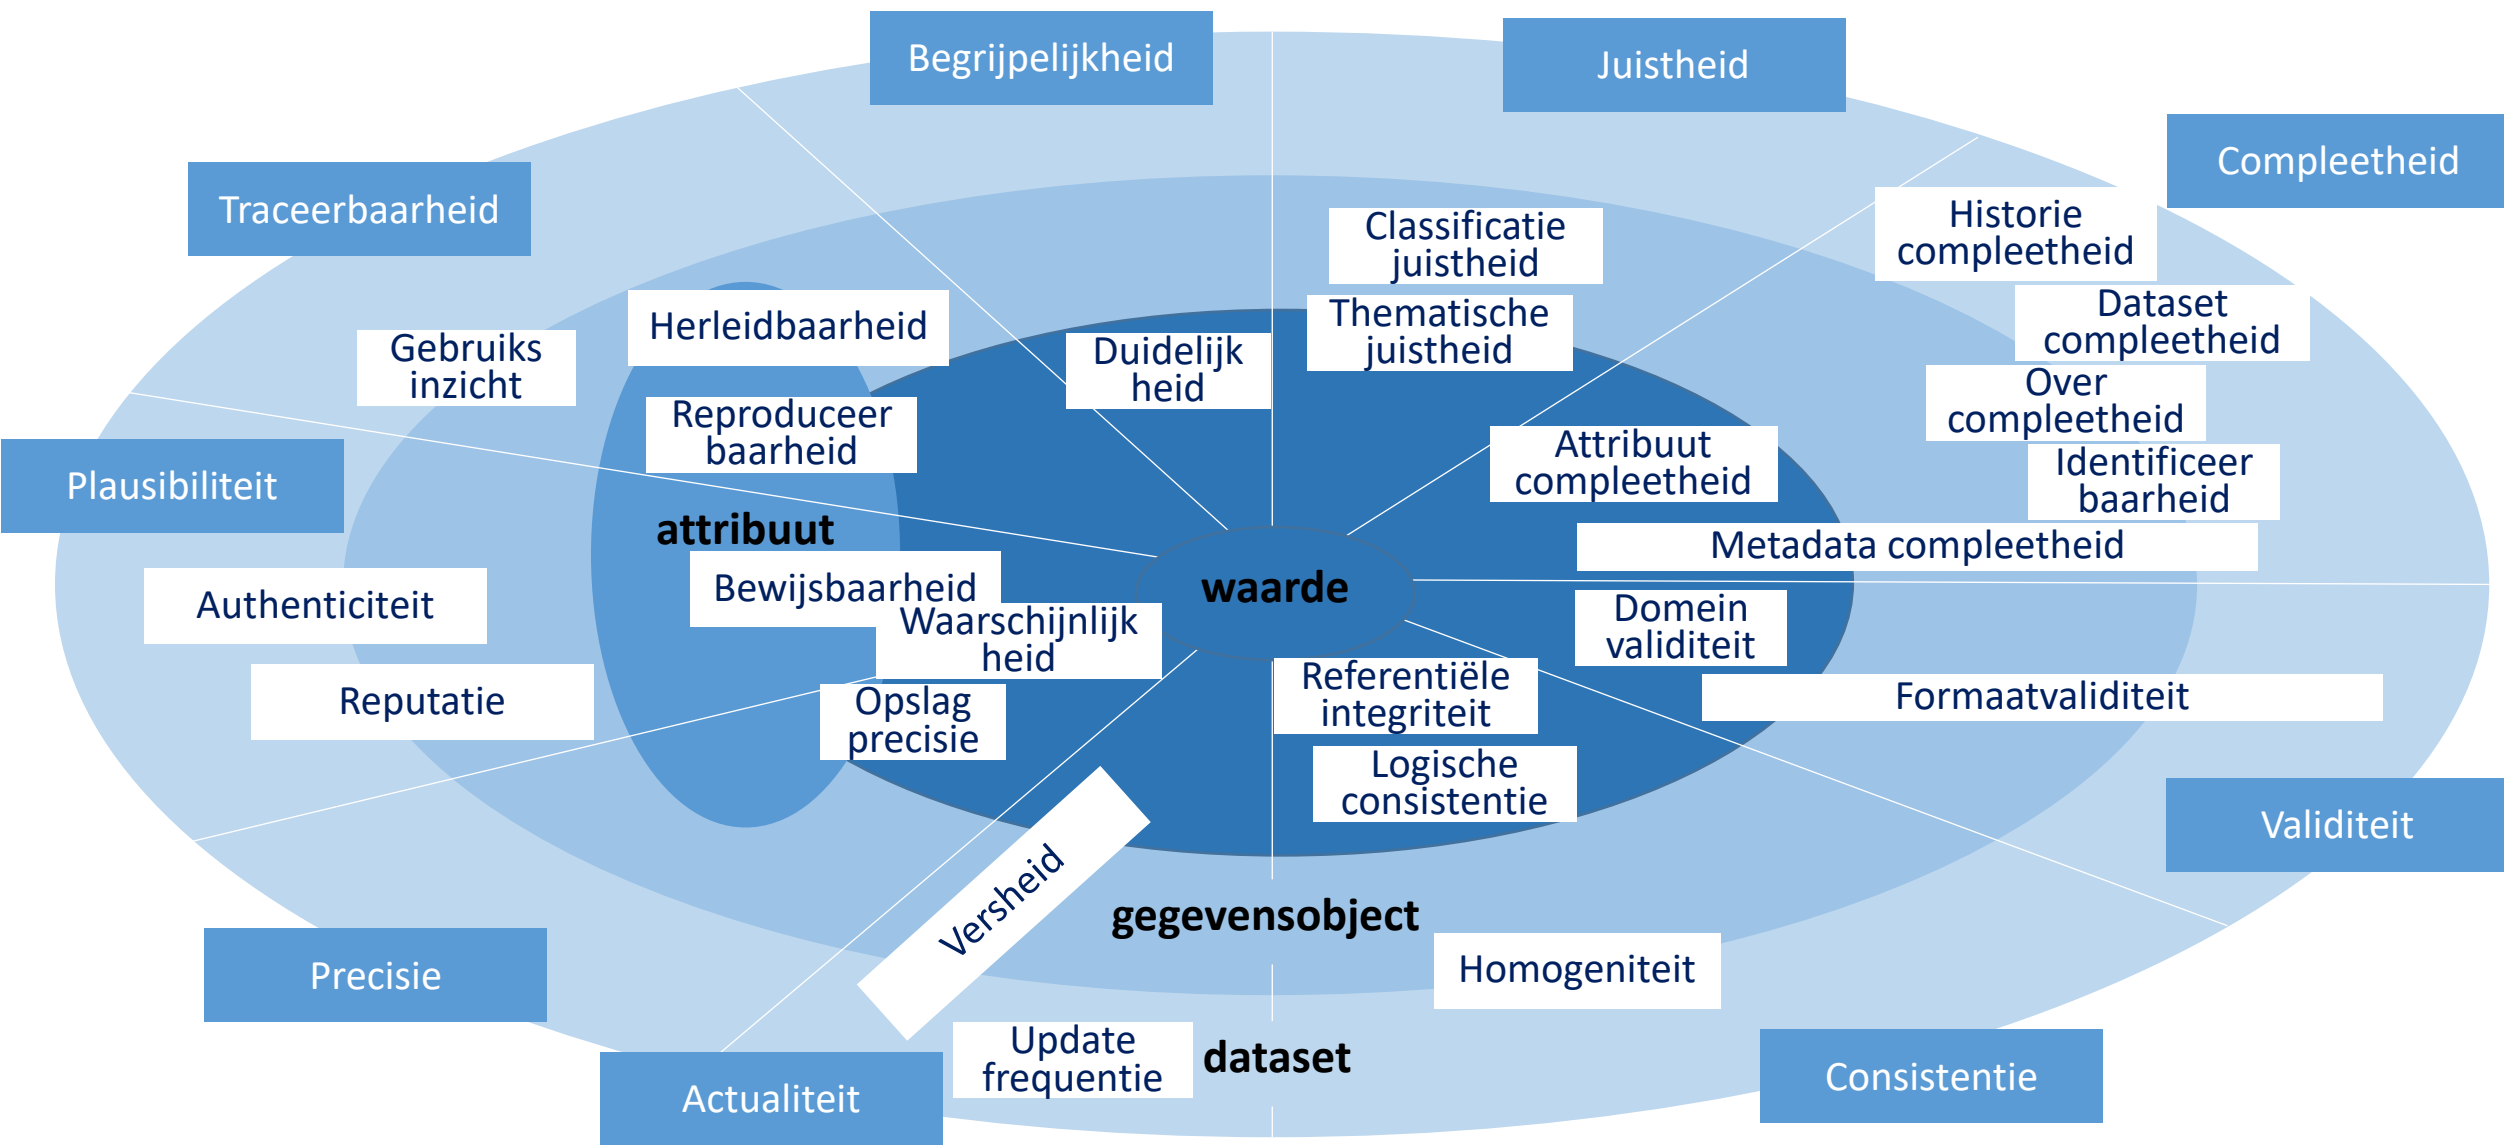 Begrijpelijkheid
Juistheid
Compleetheid
Traceerbaarheid
Historie
compleetheid
Classificatie
juistheid
Dataset
compleetheid
Herleidbaarheid
Thematische
juistheid
Gebruiks
inzicht
Duidelijk
heid
Over
compleetheid
Reproduceer
baarheid
Attribuut
compleetheid
Identificeer
baarheid
Plausibiliteit
attribuut
Metadata compleetheid
Bewijsbaarheid
waarde
Authenticiteit
Waarschijnlijk
heid
Domein
validiteit
Reputatie
Opslag
precisie
Referentiële
integriteit
Formaatvaliditeit
Logische
consistentie
Validiteit
Versheid
gegevensobject
Precisie
Homogeniteit
Update
frequentie
dataset
Actualiteit
Consistentie